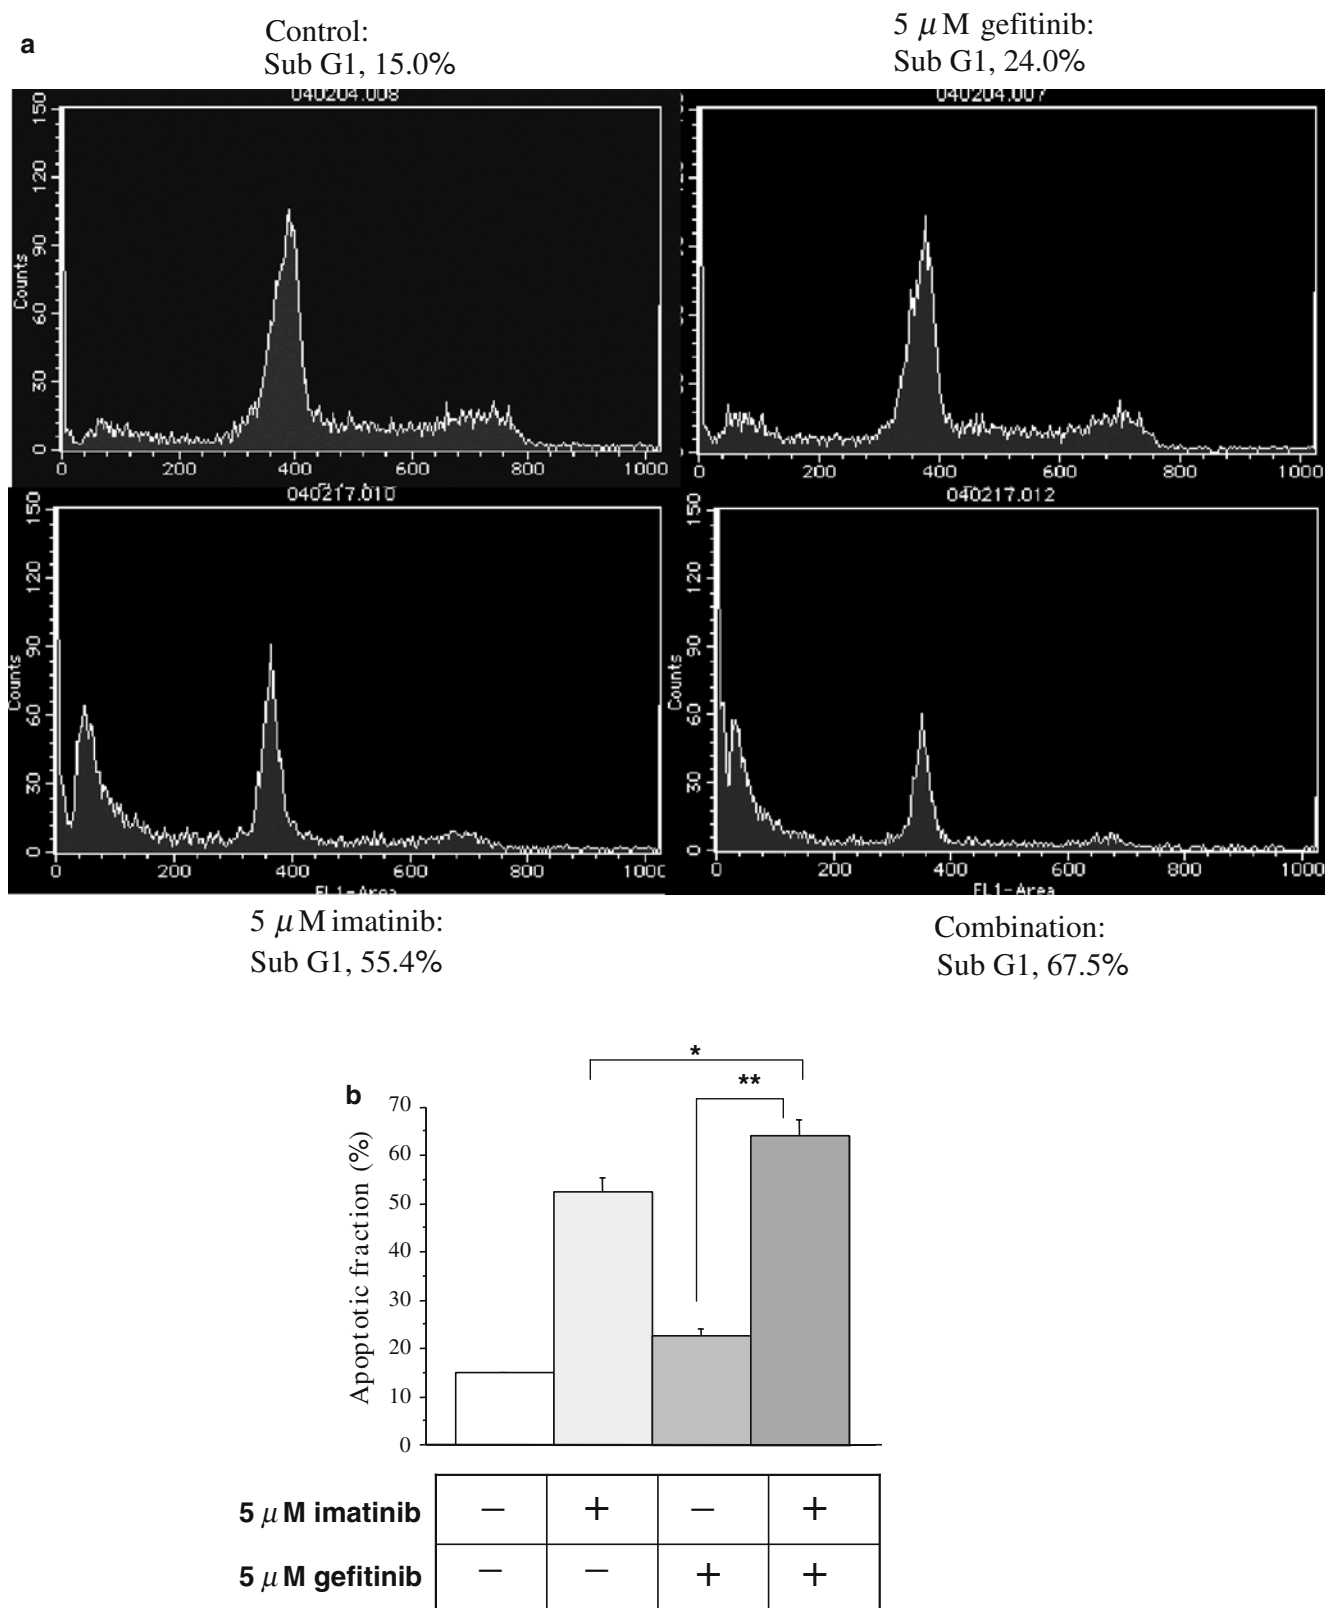 a
Control:
Sub G1, 15.0%
5 μM gefitinib:
Sub G1, 24.0%
040204.008
150
120
90
60
30
0
Counts
0 200 400 600 800 1000
040204.007
0 200 400 600 800 1000
040217.010
150
120
90
60
30
0
Counts
0 200 400 600 800 1000
FL1-Area
040217.012
150
120
90
60
30
0
Counts
0 200 400 600 800 1000
FL1-Area
5 μM imatinib:
Sub G1, 55.4%
Combination:
Sub G1, 67.5%
b
*
**
70
60
50
40
30
20
10
0
Apoptotic fraction (%)
5 μM imatinib − + − +
5 μM gefitinib − − + +